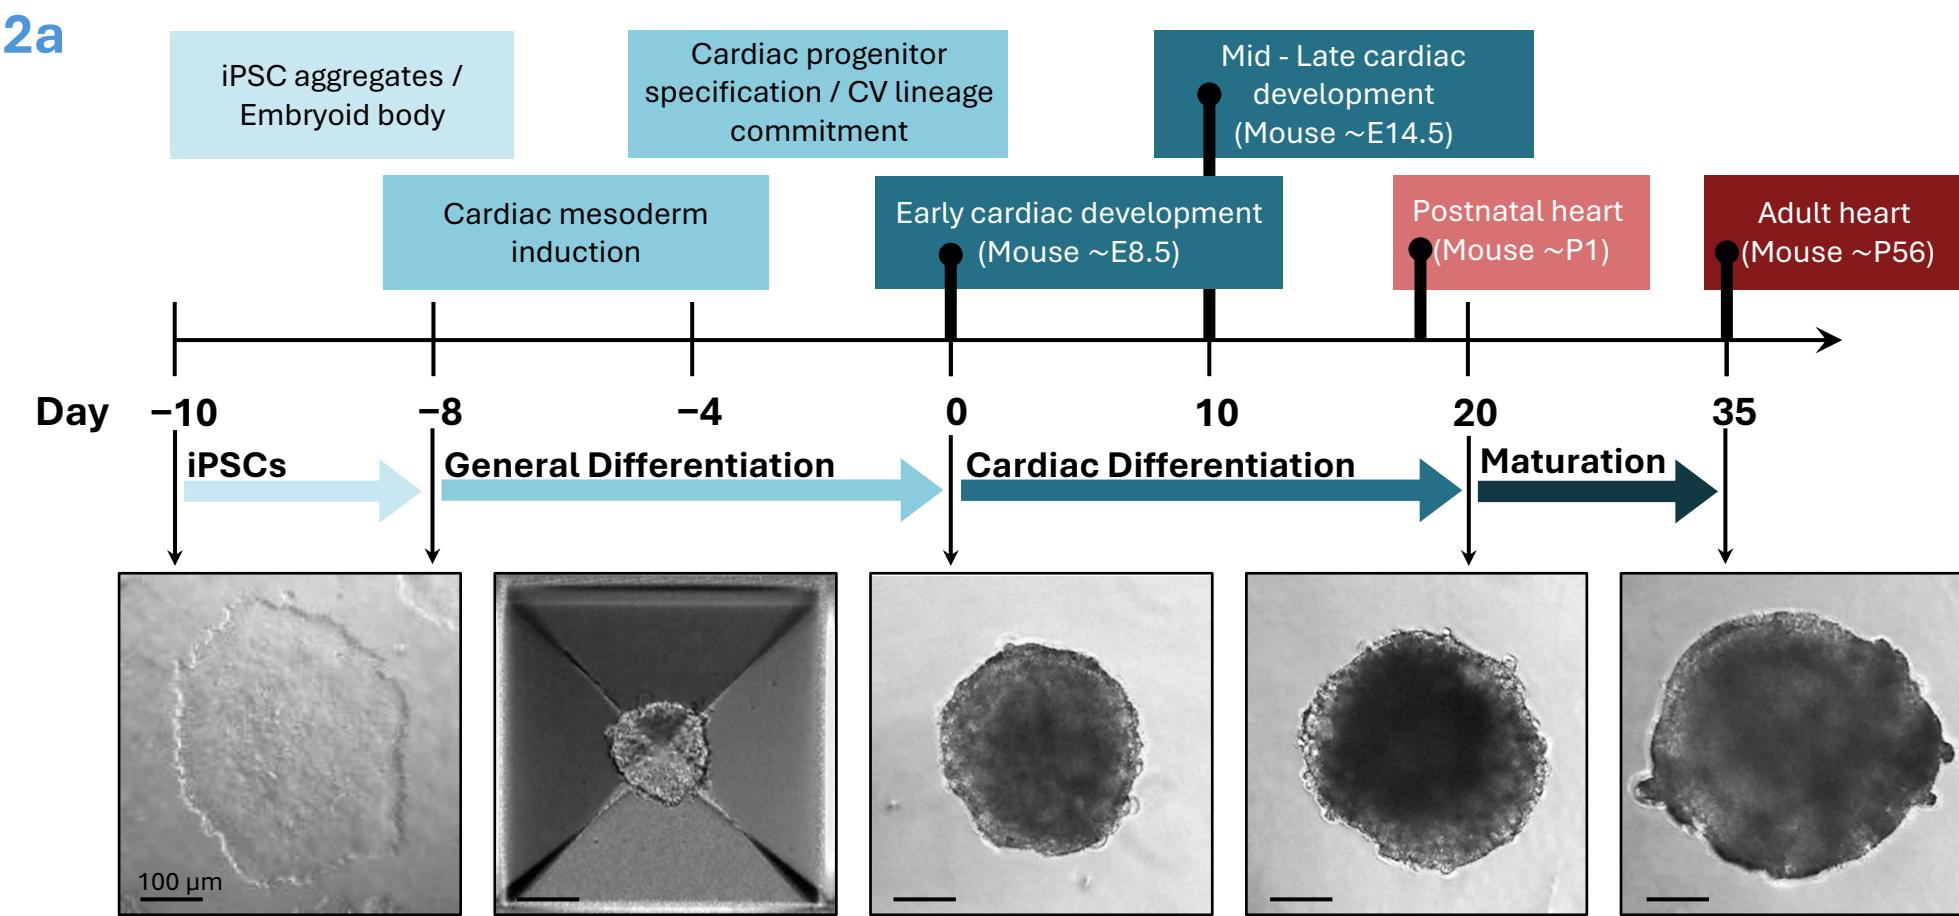 2a
iPSC aggregates /
Embryoid body
Cardiac progenitor
specification / CV lineage
commitment
Mid - Late cardiac
development
(Mouse ~E14.5)
Cardiac mesoderm
induction
Early cardiac development
(Mouse ~E8.5)
Postnatal heart
(Mouse ~P1)
Adult heart
(Mouse ~P56)
Day −10 −8 −4 0 10 20 35
iPSCs General Differentiation Cardiac Differentiation Maturation
100 µm